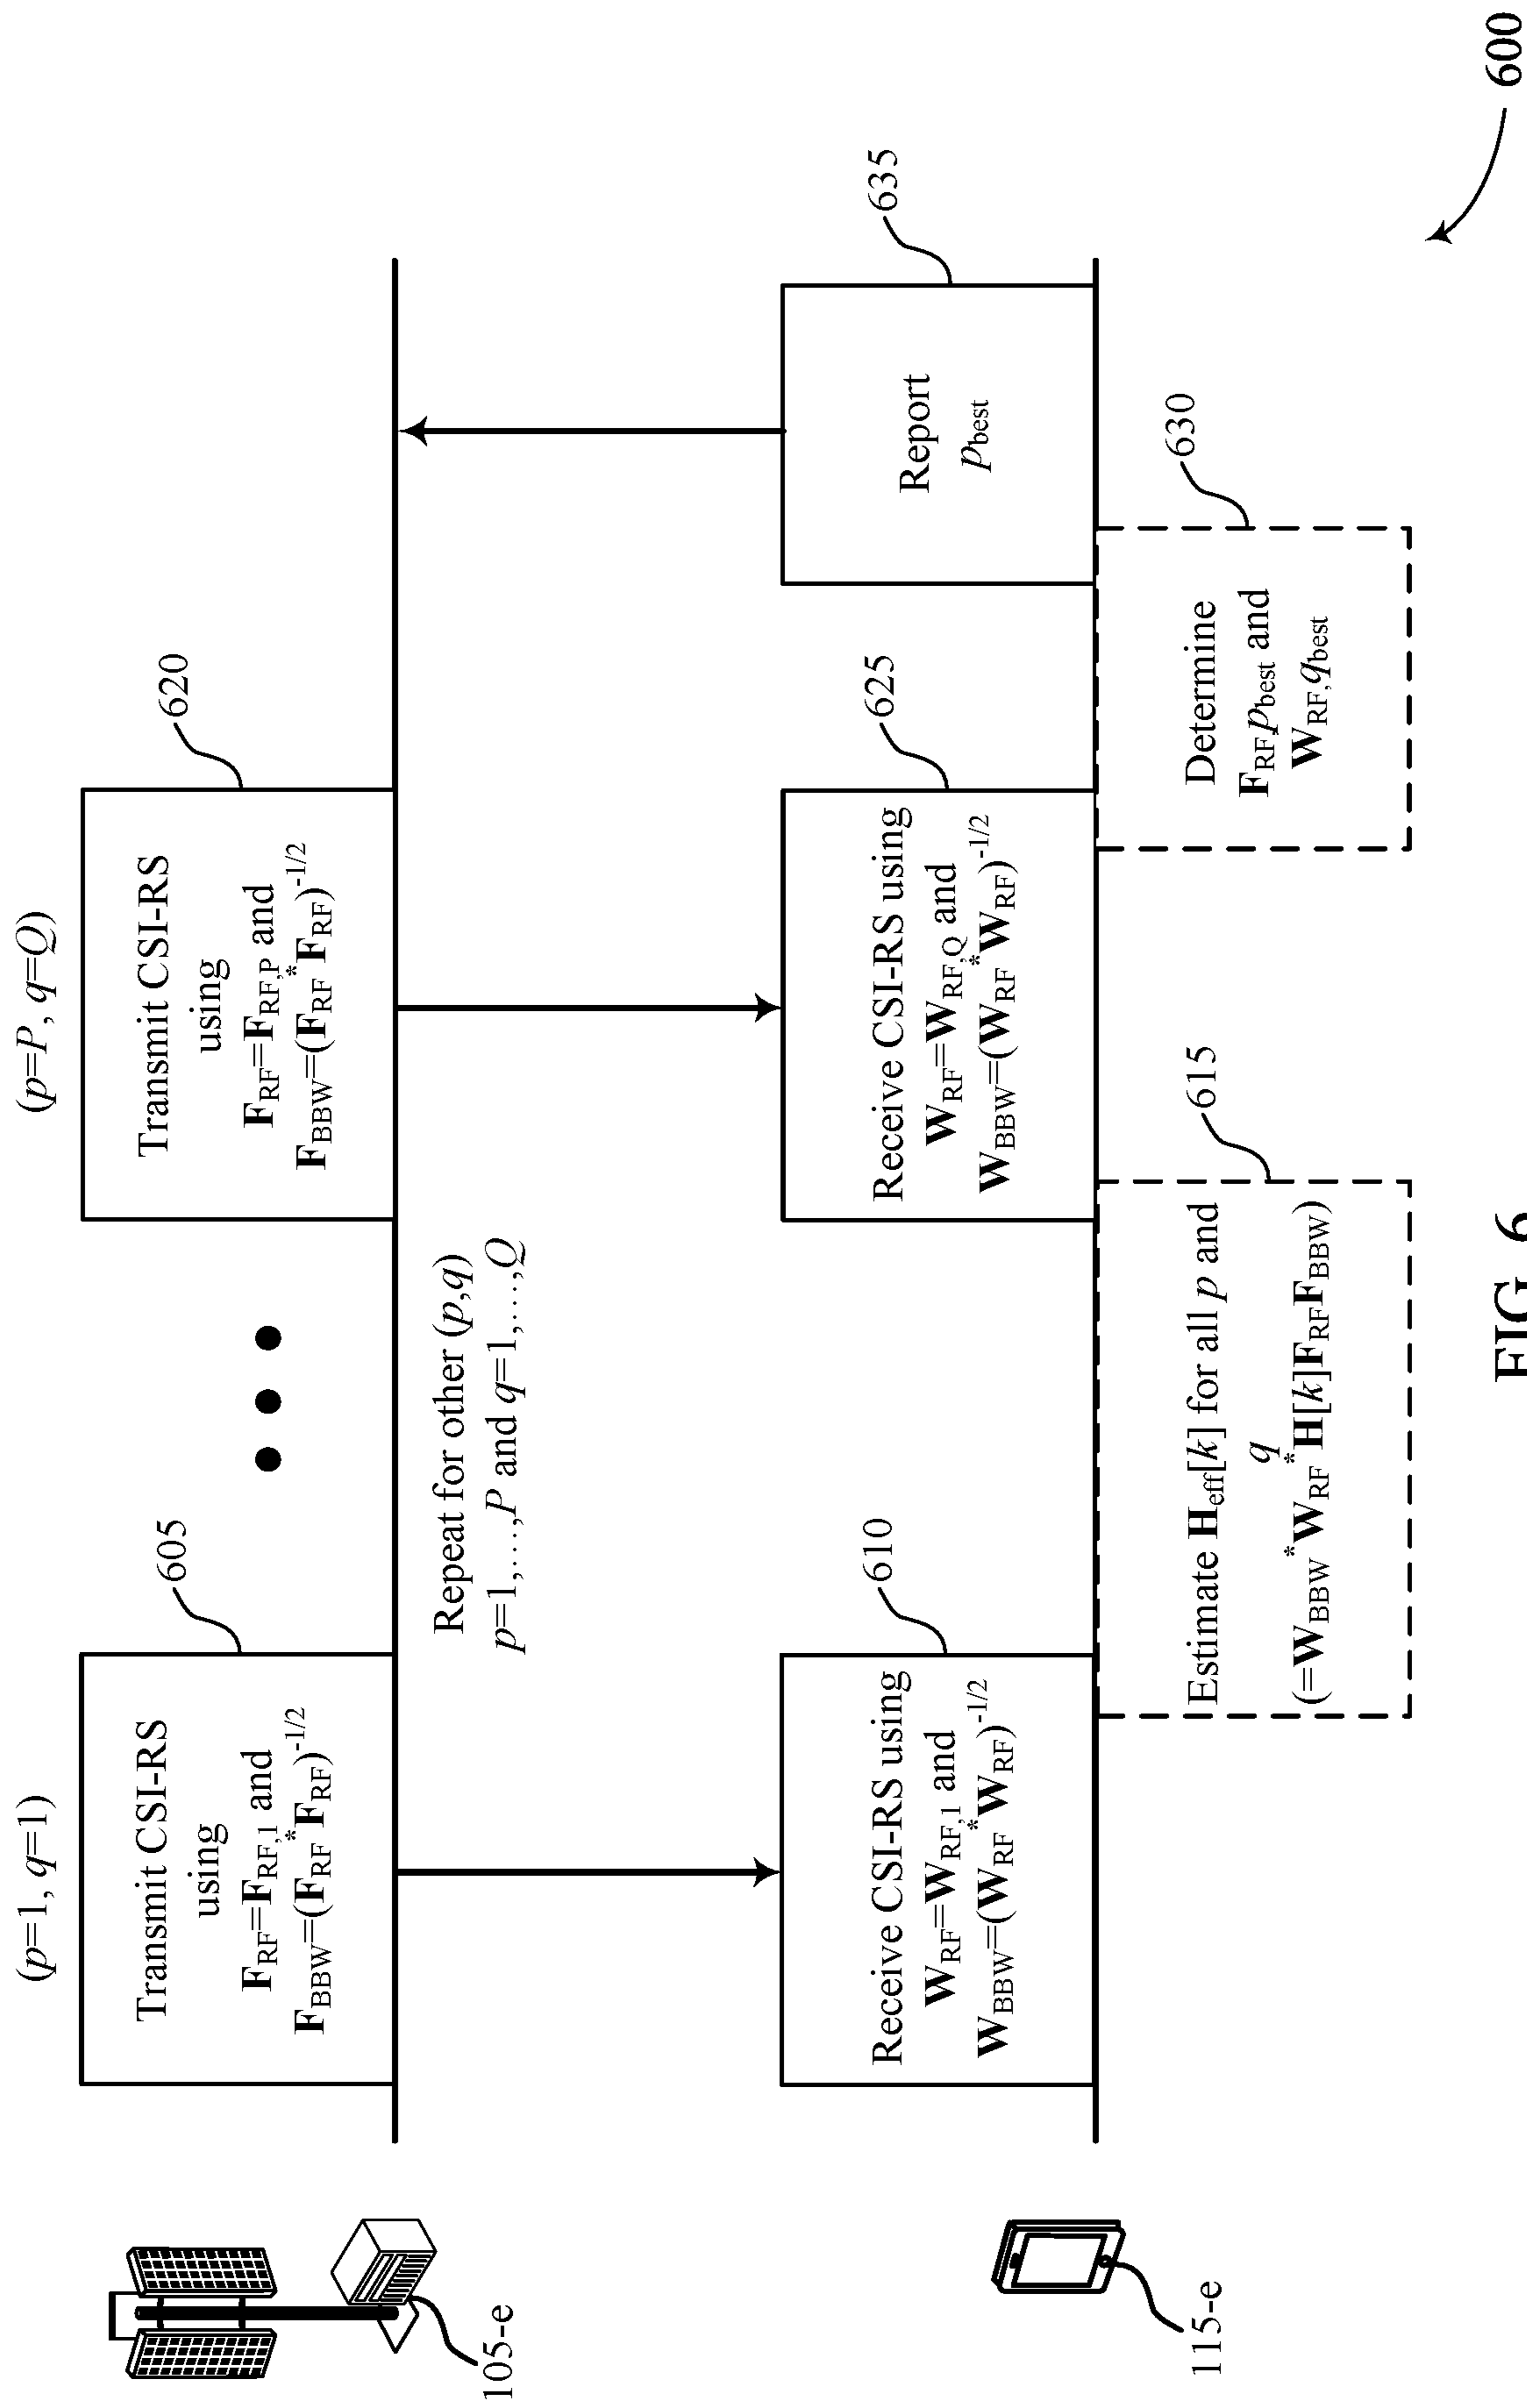 (p=1, q=1)
(p=P, q=Q)
605
Transmit CSI-RS
using
F_RF=F_RF,1 and
F_BBW=(F_RF^* F_RF)^-1/2
620
Transmit CSI-RS
using
F_RF=F_RF,P and
F_BBW=(F_RF^* F_RF)^-1/2
105-e
Repeat for other (p,q)
p=1,…,P and q=1,…,Q
610
Receive CSI-RS using
W_RF=W_RF,1 and
W_BBW=(W_RF^* W_RF)^-1/2
625
Receive CSI-RS using
W_RF=W_RF,Q and
W_BBW=(W_RF^* W_RF)^-1/2
635
Report
p_best
115-e
615
Estimate H_eff[k] for all p and
q
(=W_BBW^* W_RF^* H[k]F_RF F_BBW)
630
Determine
F_RF,p_best and
W_RF,q_best
600
FIG. 6